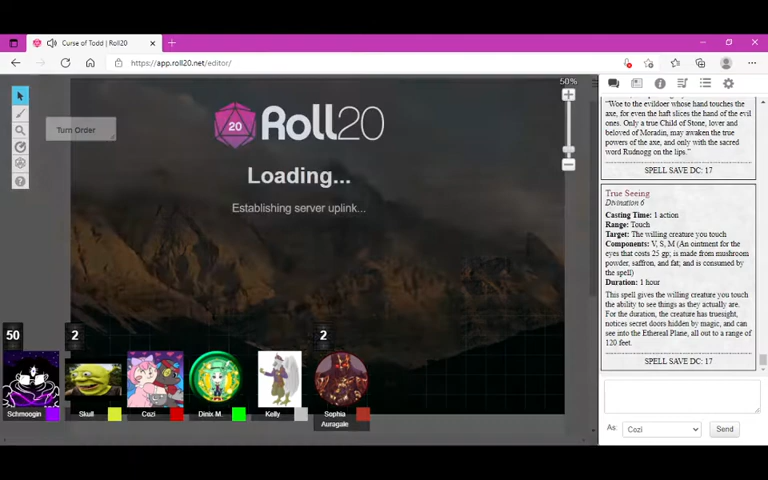 Curse of Todd | Roll20
https://app.roll20.net/editor/
50%
20
Roll20
Turn Order
Loading...
Establishing server uplink...
"Woe to the evildoer whose hand touches the
axe, for even the haft slices the hand of the evil
ones. Only a true Child of Stone, lover and
beloved of Moradin, may awaken the true
powers of the axe, and only with the sacred
word Rudnogg on the lips."
SPELL SAVE DC: 17
True Seeing
Divination 6
Casting Time: 1 action
Range: Touch
Target: The willing creature you touch
Components: V, S, M (An ointment for the
eyes that costs 25 gp; is made from mushroom
powder, saffron, and fat; and is consumed by
the spell)
Duration: 1 hour
This spell gives the willing creature you touch
the ability to see things as they actually are.
For the duration, the creature has truesight,
notices secret doors hidden by magic, and can
see into the Ethereal Plane, all out to a range of
120 feet.
SPELL SAVE DC: 17
50
2
2
Schmoogin
Skull
Cozi
Dinix M.
Kelly
Sophia
Auragale
As:
Cozi
Send